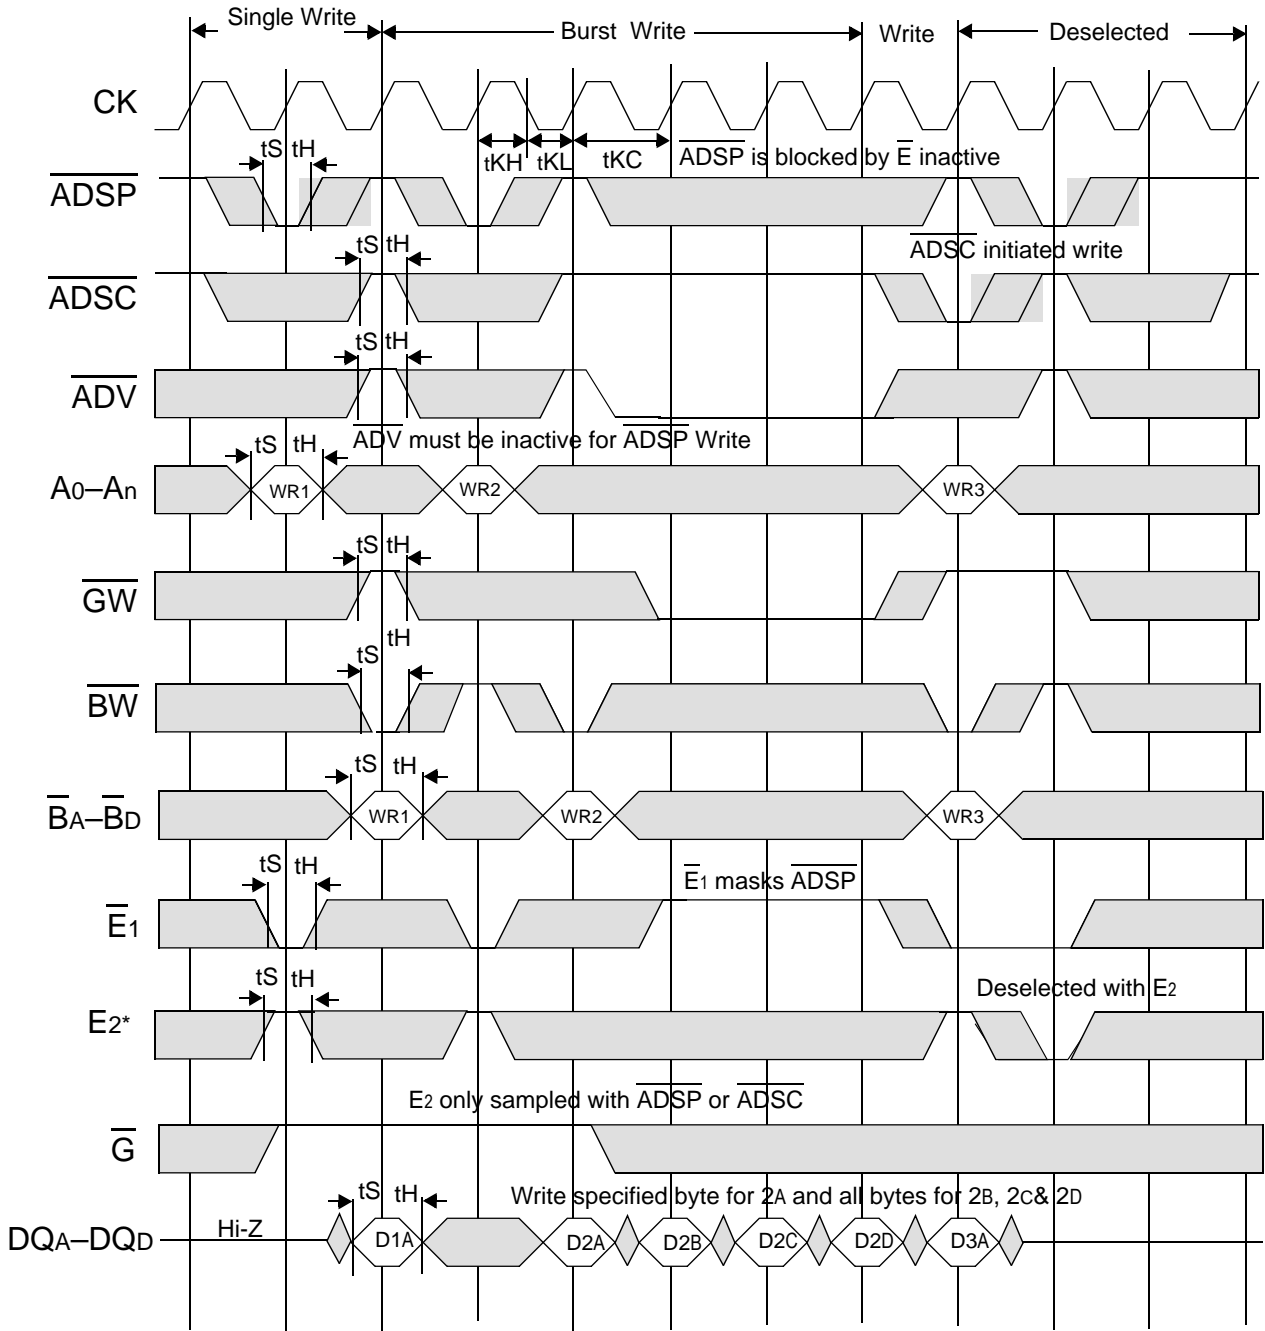 Single Write
Burst Write
Write
Deselected
CK
tKH
tKL
tKC
ADSP is blocked by E inactive
tS tH
ADSP
ADSC initiated write
tS tH
ADSC
tS tH
ADV
ADV must be inactive for ADSP Write
tS tH
A0–An
WR1
WR2
WR3
tS tH
GW
tH
tS
BW
tS tH
BA–BD
WR1
WR2
WR3
tS tH
E1 masks ADSP
E1
tS tH
Deselected with E2
E2*
E2 only sampled with ADSP or ADSC
G
tS tH
Write specified byte for 2A and all bytes for 2B, 2C& 2D
DQA–DQD
Hi-Z
D1A
D2A
D2B
D2C
D2D
D3A